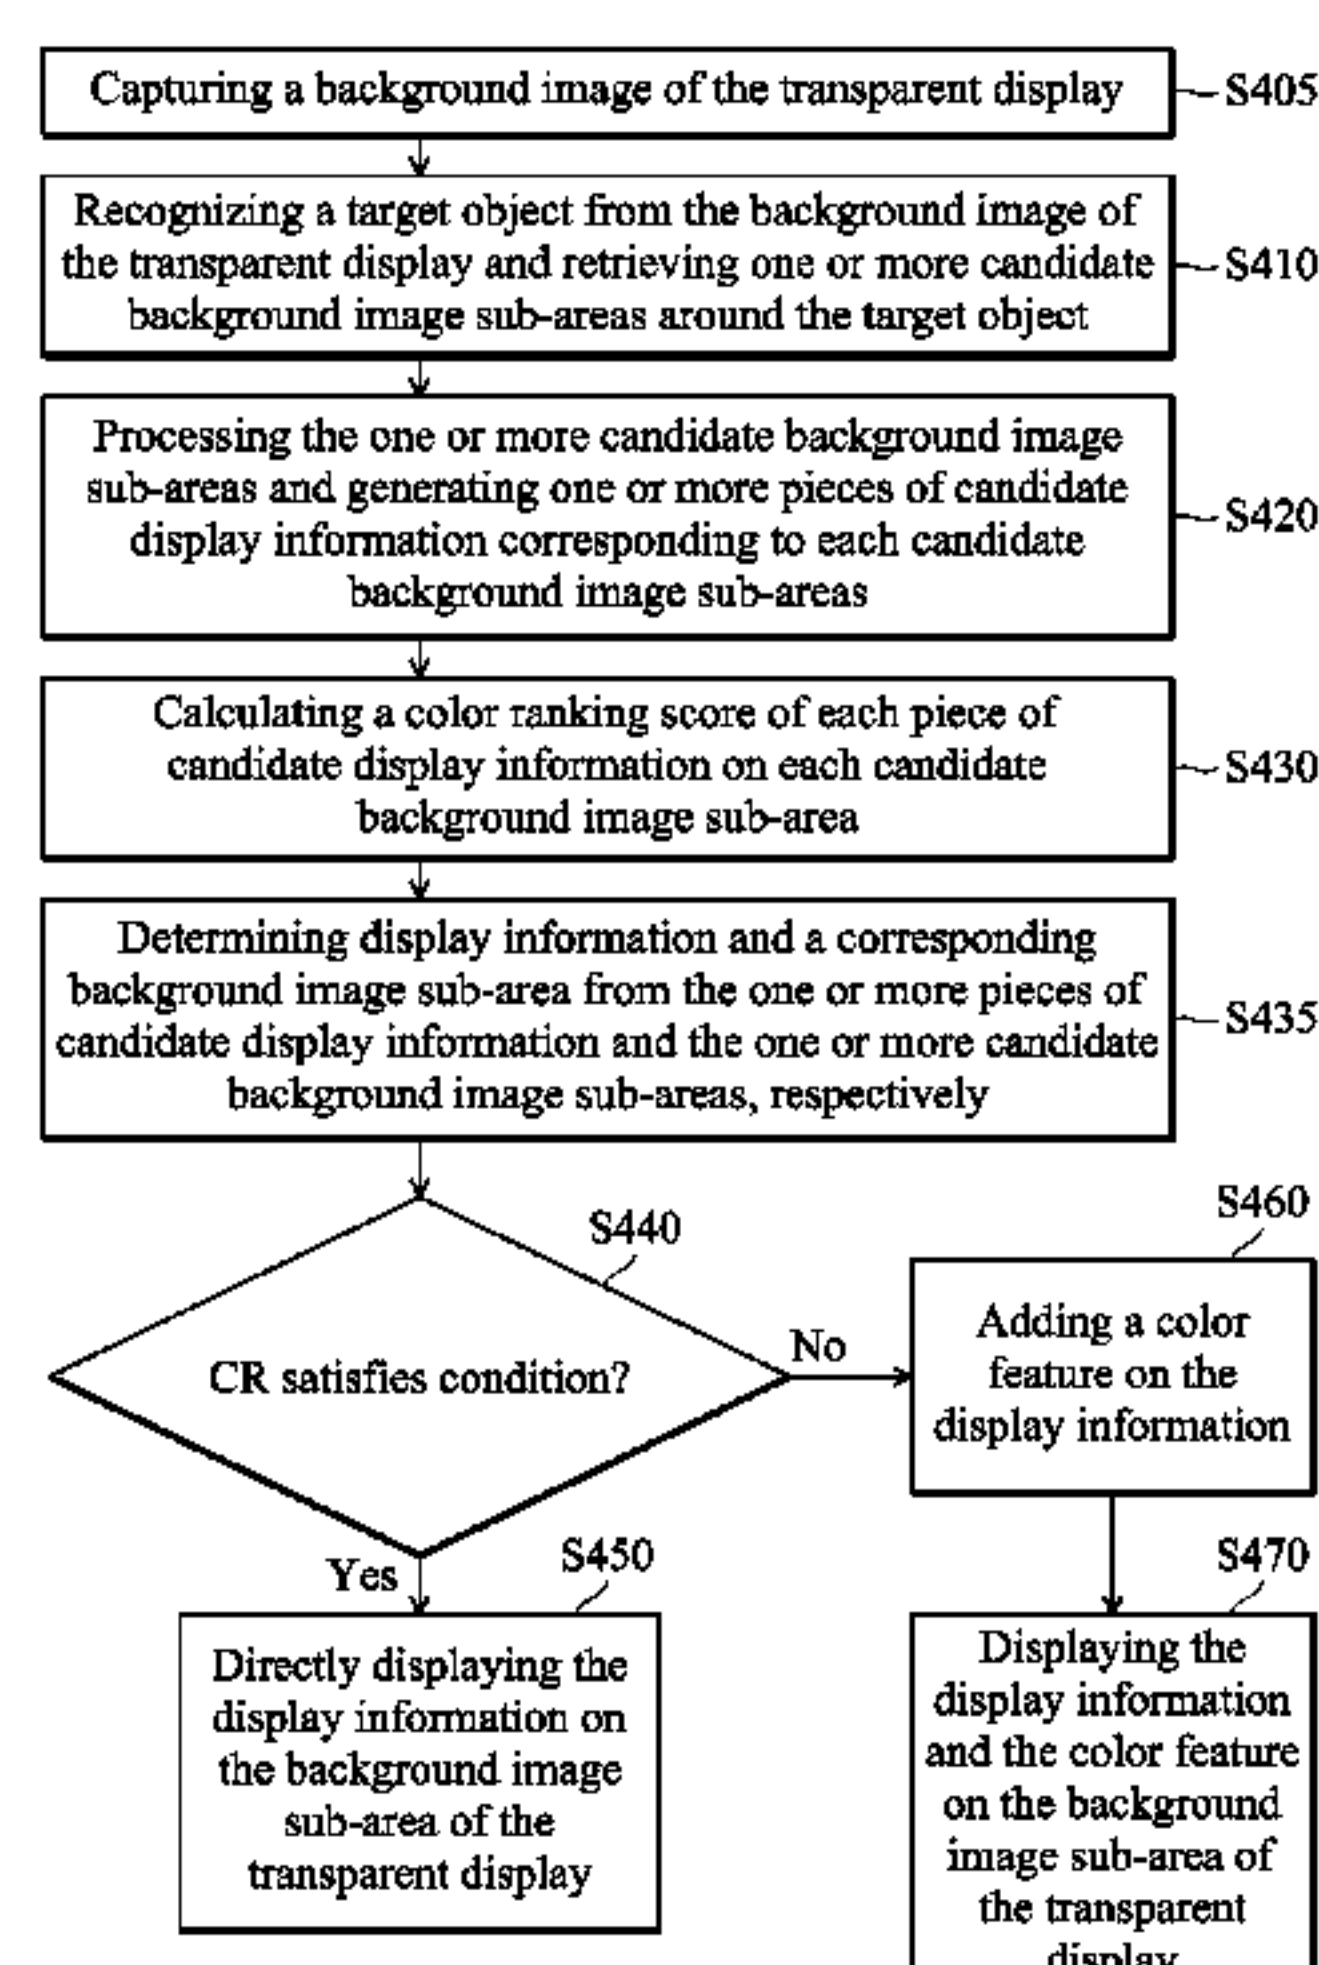 Capturing a background image of the transparent display
S405
Recognizing a target object from the background image of
the transparent display and retrieving one or more candidate
background image sub-areas around the target object
S410
Processing the one or more candidate background image
sub-areas and generating one or more pieces of candidate
display information corresponding to each candidate
background image sub-areas
S420
Calculating a color ranking score of each piece of
candidate display information on each candidate
background image sub-area
S430
Determining display information and a corresponding
background image sub-area from the one or more pieces of
candidate display information and the one or more candidate
background image sub-areas, respectively
S435
S440
CR satisfies condition?
No
S460
Adding a color
feature on the
display information
Yes
S450
Directly displaying the
display information on
the background image
sub-area of the
transparent display
S470
Displaying the
display information
and the color feature
on the background
image sub-area of
the transparent
display